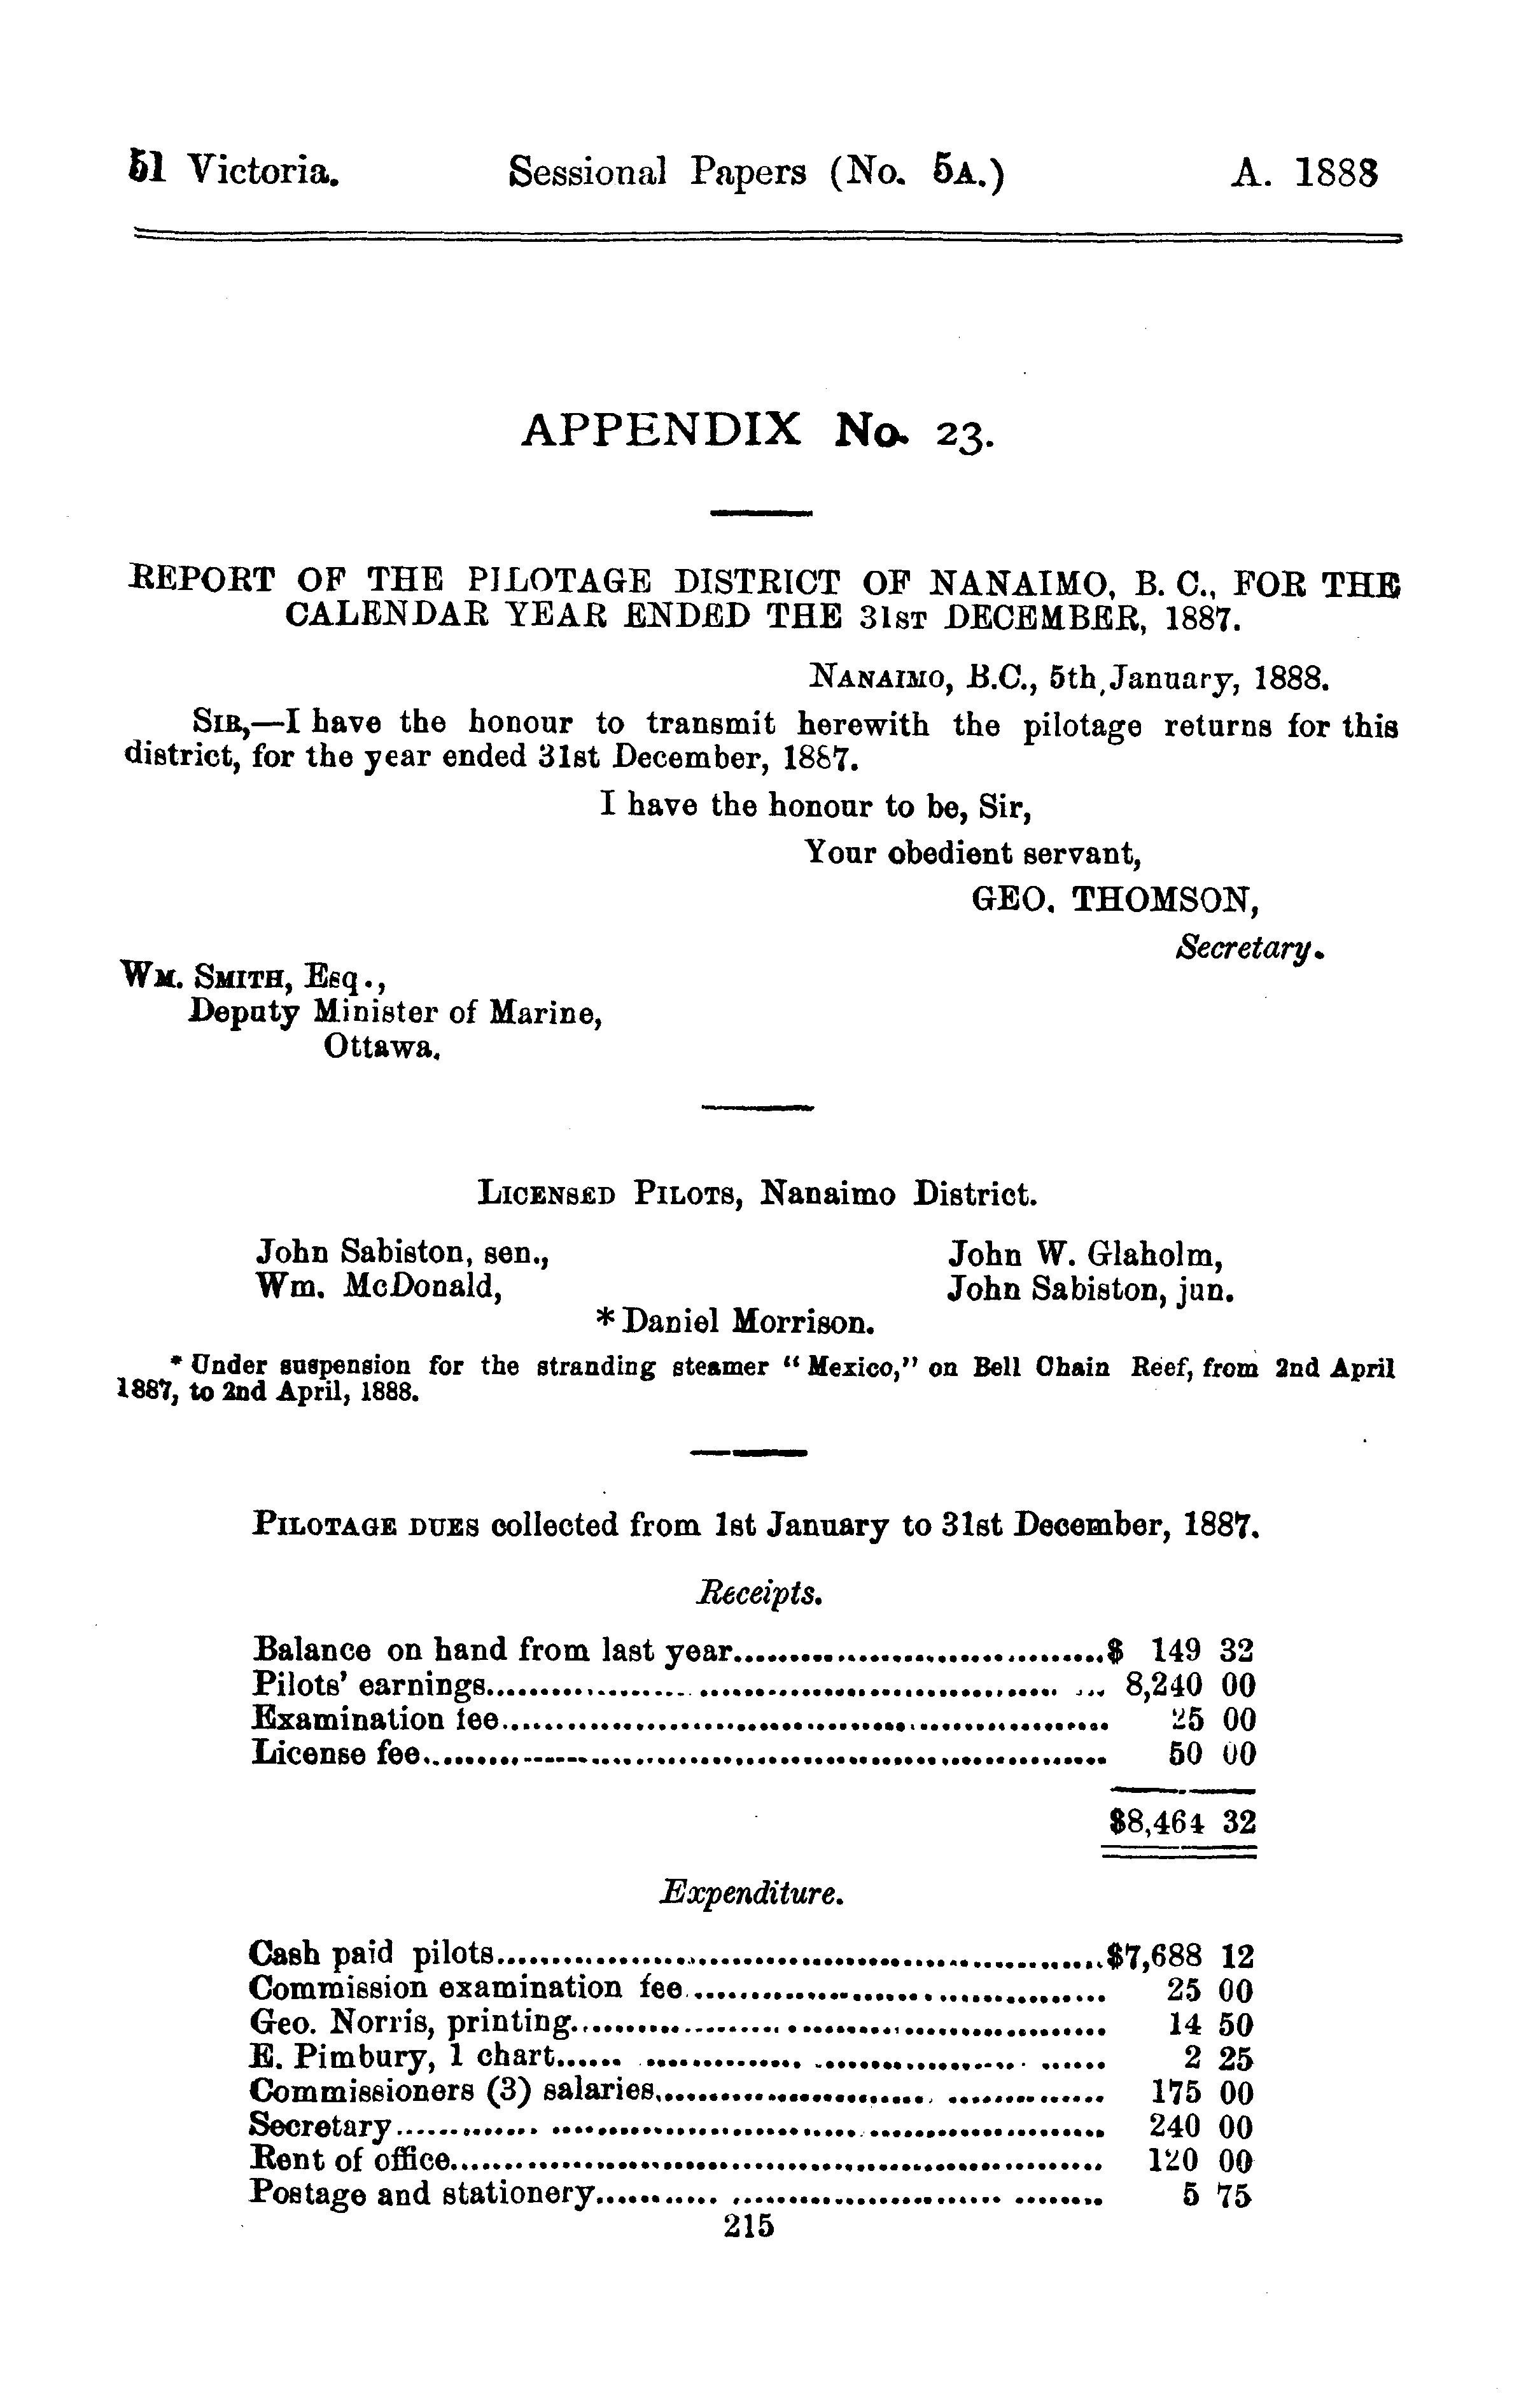 51 Victoria. Sessional Papers (No. 5A.) A. 1888
APPENDIX No. 23.
REPORT OF THE PILOTAGE DISTRICT OF NANAIMO, B. C., FOR THE
CALENDAR YEAR ENDED THE 31ST DECEMBER, 1887.
NANAIMO, B.C., 5th January, 1888.
SIR,—I have the honour to transmit herewith the pilotage returns for this
district, for the year ended 31st December, 1887.
I have the honour to be, Sir,
Your obedient servant,
GEO. THOMSON,
Secretary.
WM. SMITH, Esq.,
Deputy Minister of Marine,
Ottawa.
LICENSED PILOTS, Nanaimo District.
John Sabiston, sen., John W. Glaholm,
Wm. McDonald, John Sabiston, jun.
* Daniel Morrison.
* Under suspension for the stranding steamer "Mexico," on Bell Chain Reef, from 2nd April
1887, to 2nd April, 1888.
PILOTAGE DUES collected from 1st January to 31st December, 1887.
Receipts.
Balance on hand from last year..............................$ 149 32
Pilots' earnings.............................. 8,240 00
Examination fee.............................. 25 00
License fee.............................. 50 00
$8,464 32
Expenditure.
Cash paid pilots..............................$7,688 12
Commission examination fee.............................. 25 00
Geo. Norris, printing.............................. 14 50
E. Pimbury, 1 chart.............................. 2 25
Commissioners (3) salaries.............................. 175 00
Secretary.............................. 240 00
Rent of office.............................. 120 00
Postage and stationery.............................. 5 75
215